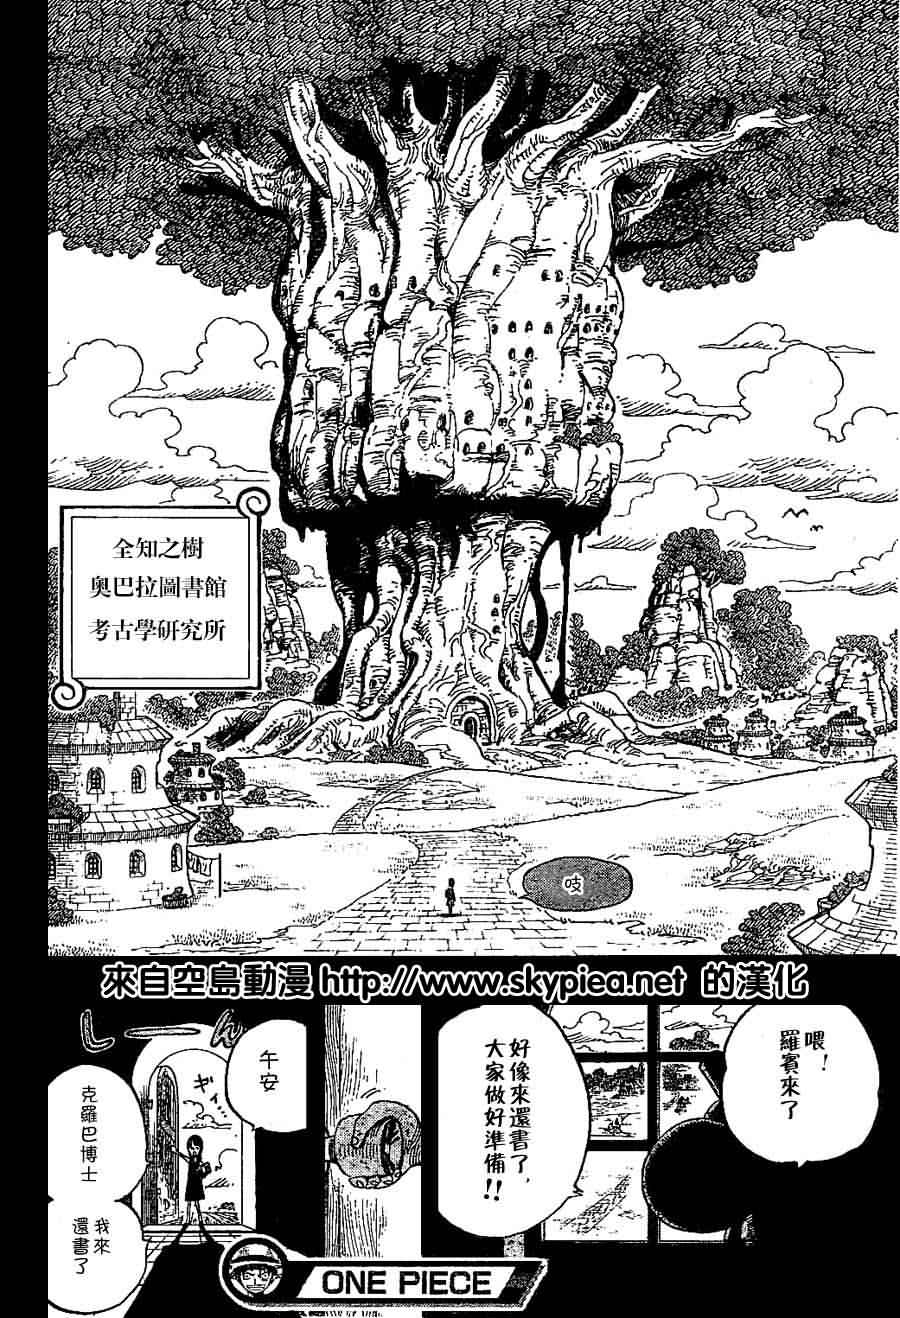 全知之樹
奧巴拉圖書館
考古學研究所
吱
來自空島動漫 http://www.skypiea.net 的漢化
喂！
羅賓來了
好像來還書了，
大家做好準備！！
午安
しーん
ギィ…
克羅巴博士
我來
還書了
ONE PIECE